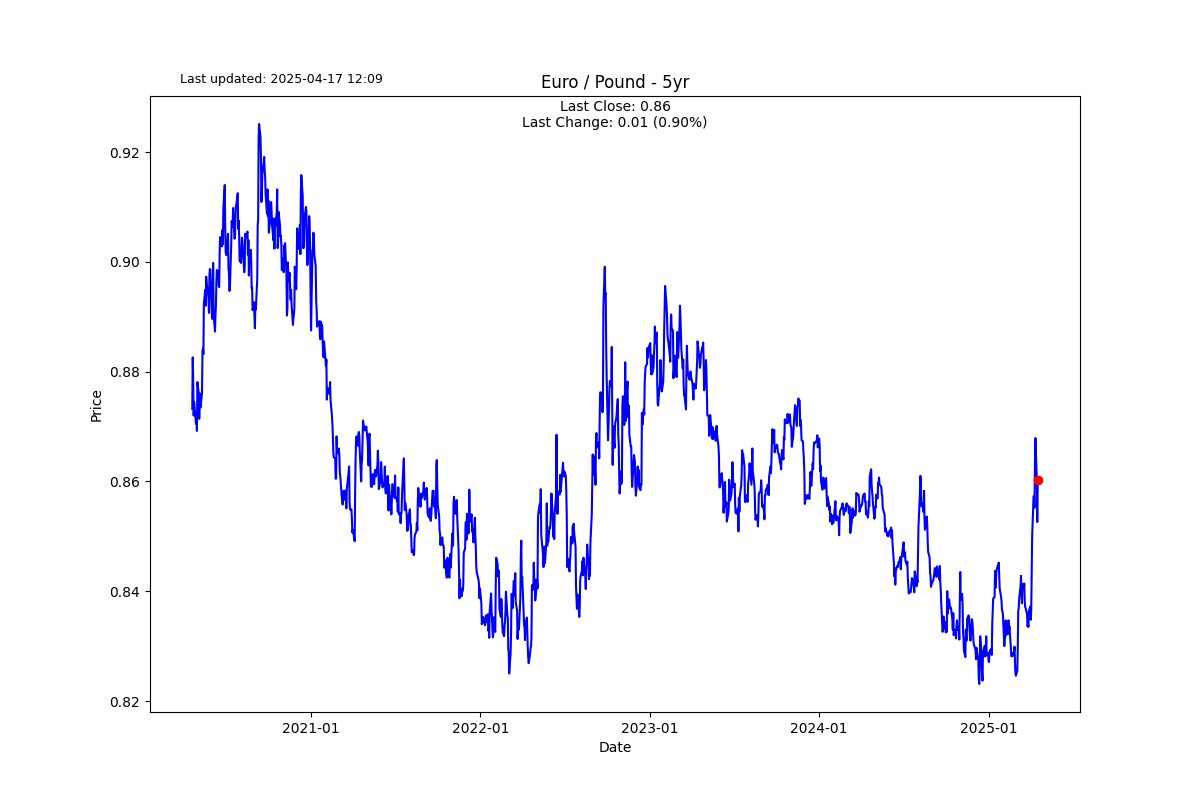 Last updated: 2025-04-17 12:09
Euro / Pound - 5yr
Last Close: 0.86
Last Change: 0.01 (0.90%)
Price
0.92
0.90
0.88
0.86
0.84
0.82
2021-01
2022-01
2023-01
2024-01
2025-01
Date